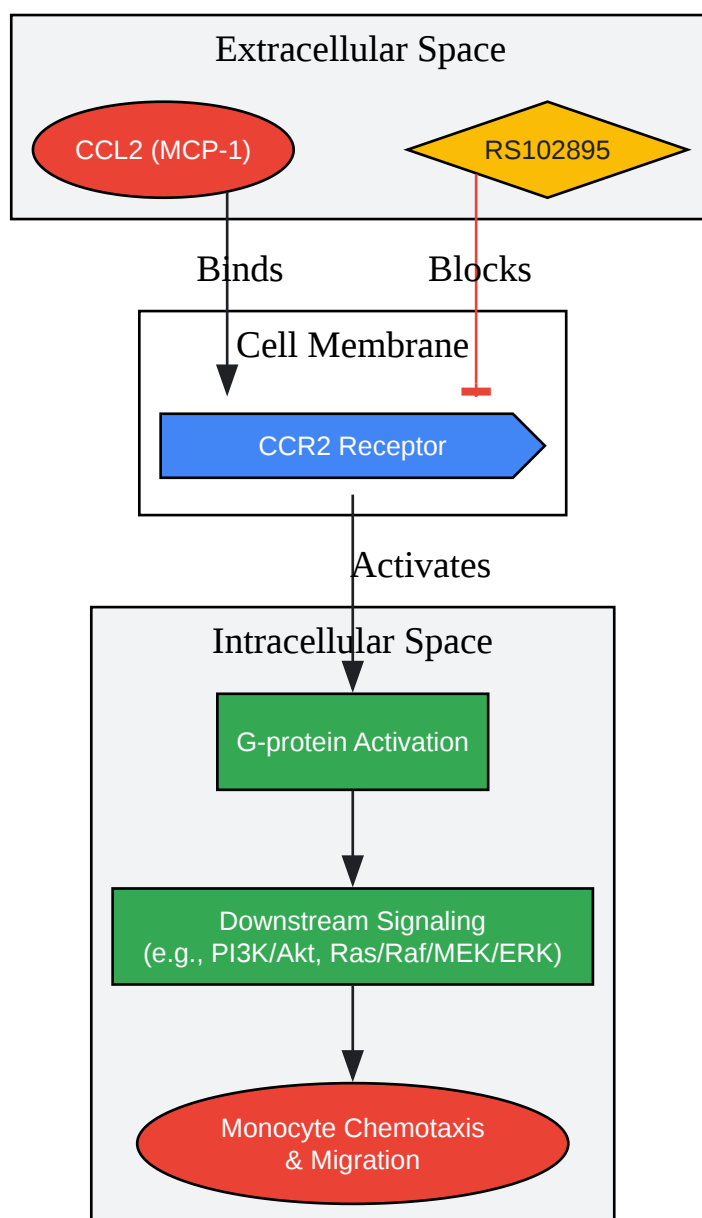 Extracellular Space
CCL2 (MCP-1)
RS102895
Binds
Blocks
Cell Membrane
CCR2 Receptor
Activates
Intracellular Space
G-protein Activation
Downstream Signaling
(e.g., PI3K/Akt, Ras/Raf/MEK/ERK)
Monocyte Chemotaxis
& Migration